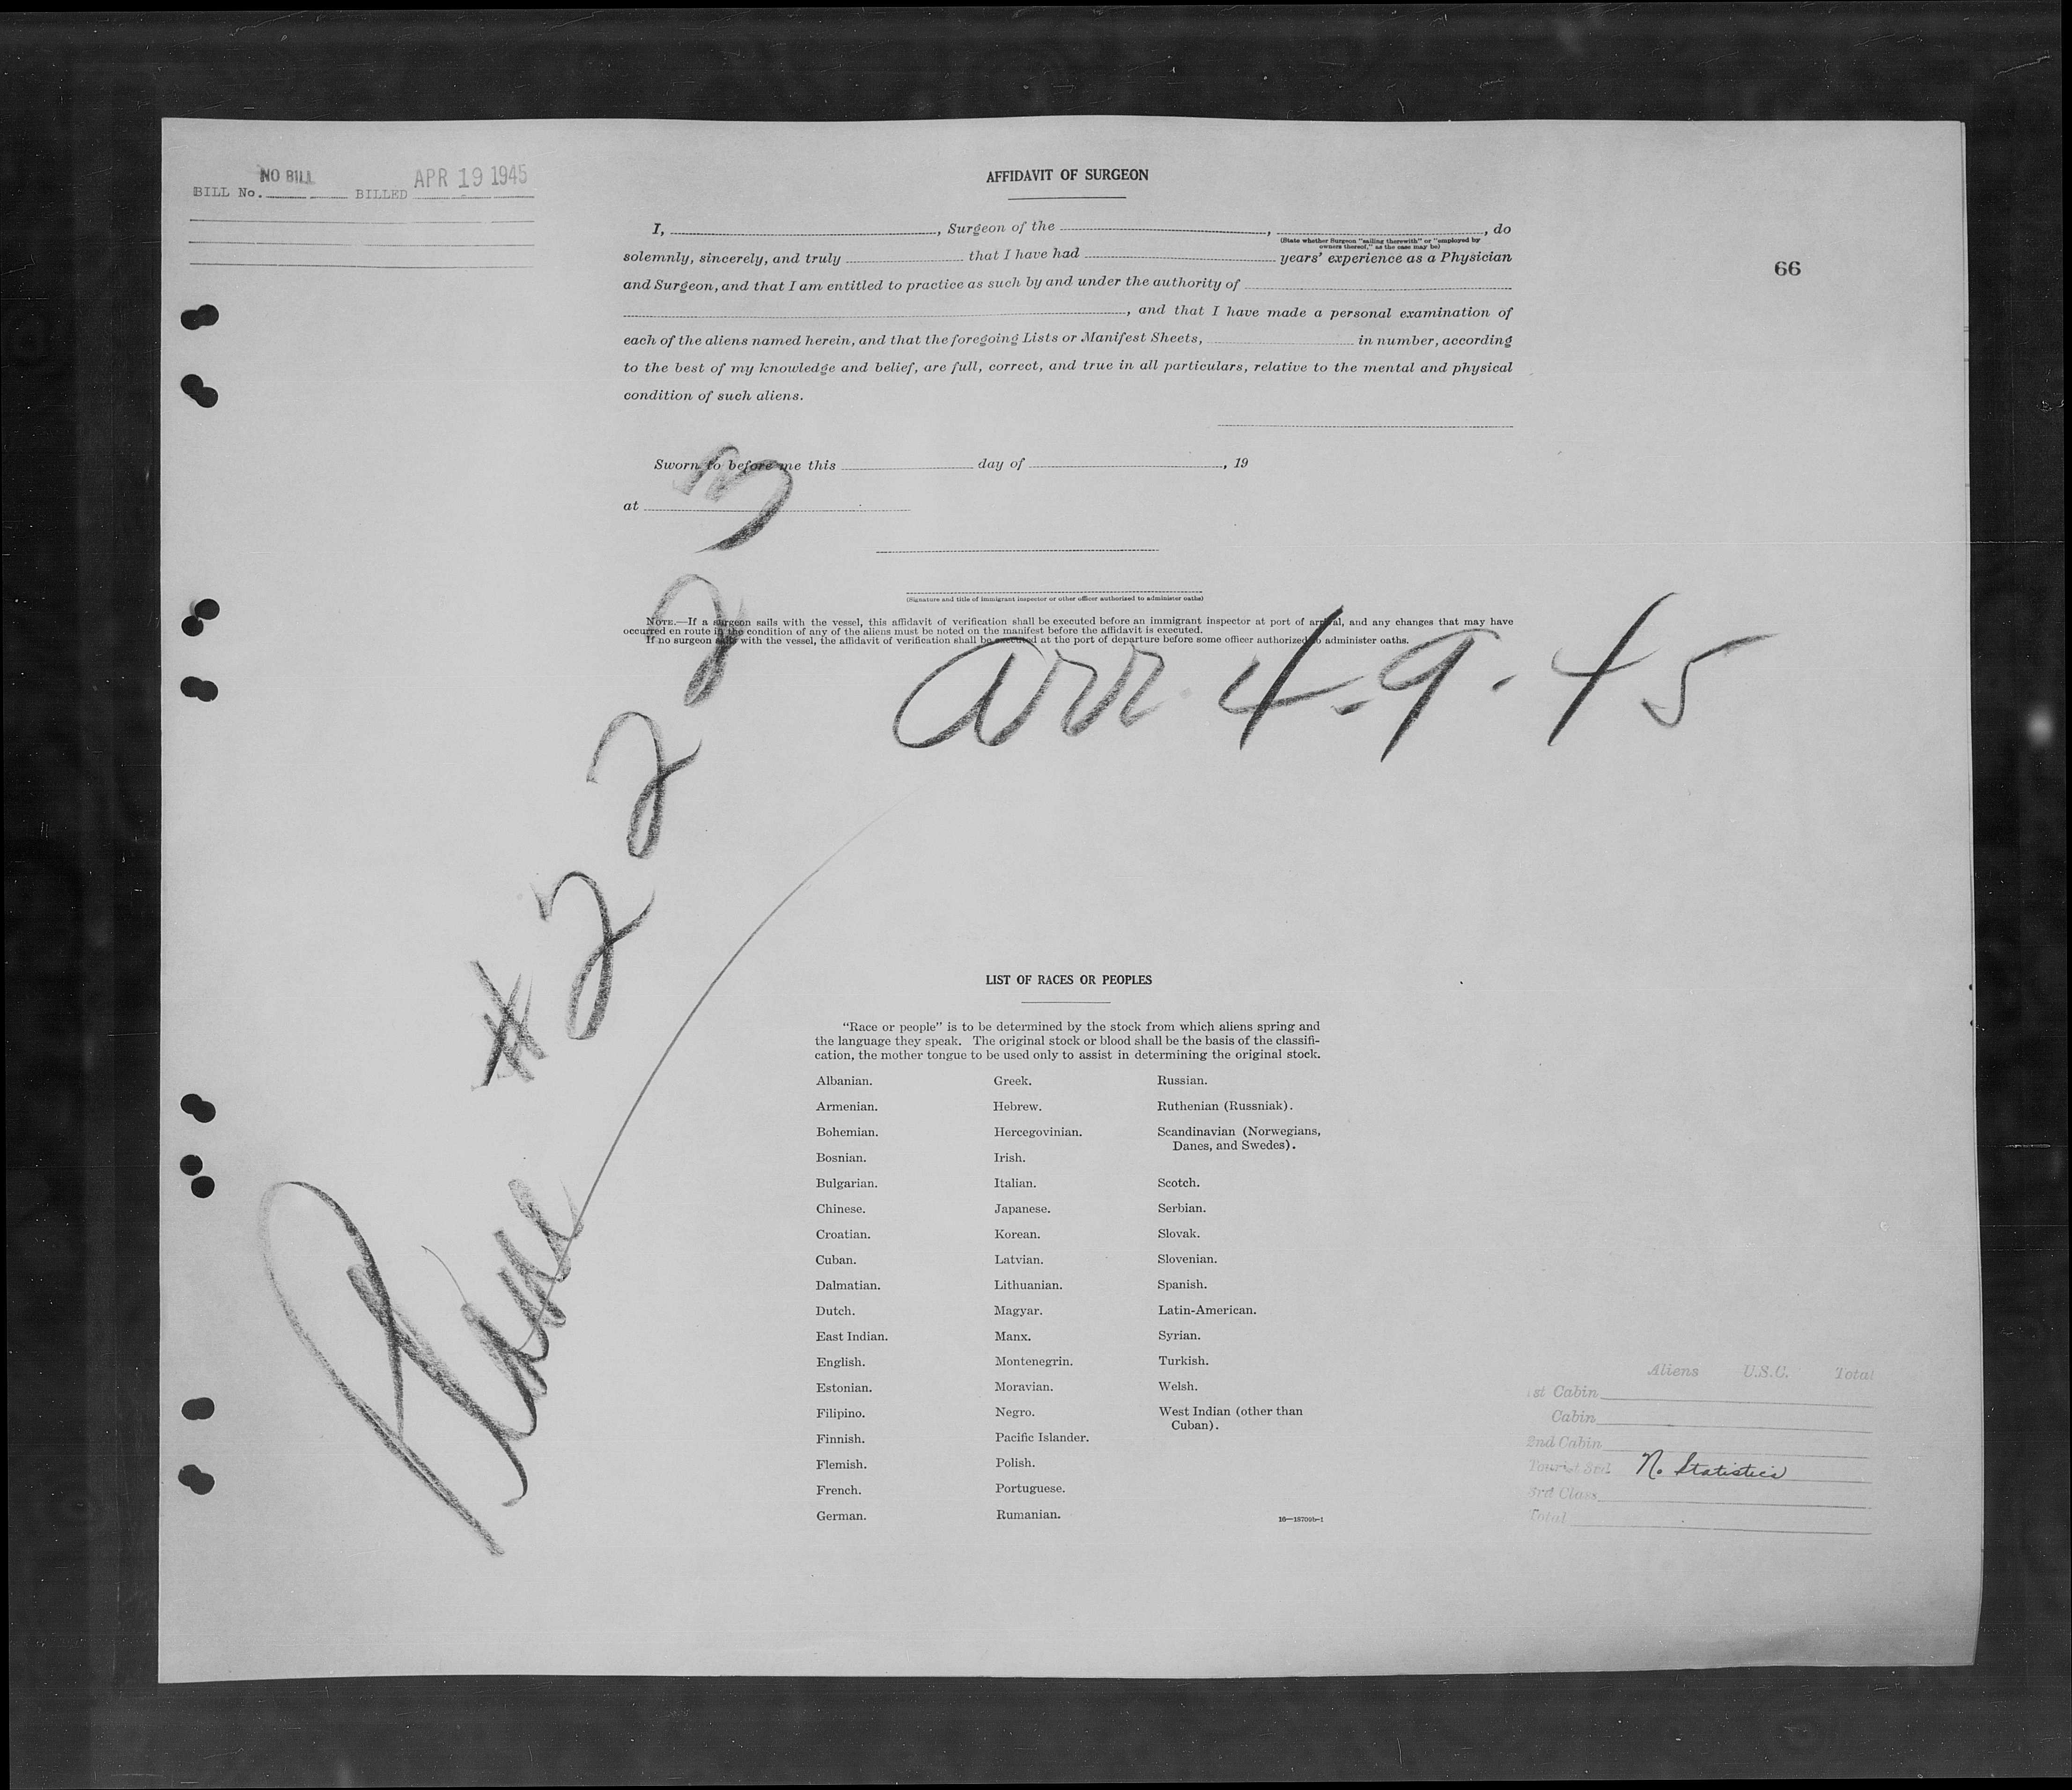 NO BILL
BILL No. BILLED APR 19 1945
AFFIDAVIT OF SURGEON
66
I, , Surgeon of the , , do
(State whether Surgeon "sailing therewith" or "employed by
owners thereof," as the case may be)
solemnly, sincerely, and truly that I have had years' experience as a Physician
and Surgeon, and that I am entitled to practice as such by and under the authority of
, and that I have made a personal examination of
each of the aliens named herein, and that the foregoing Lists or Manifest Sheets, in number, according
to the best of my knowledge and belief, are full, correct, and true in all particulars, relative to the mental and physical
condition of such aliens.
Sworn to before me this day of , 19
at
(Signature and title of immigrant inspector or other officer authorized to administer oaths)
NOTE.—If a surgeon sails with the vessel, this affidavit of verification shall be executed before an immigrant inspector at port of arrival, and any changes that may have
occurred en route in the condition of any of the aliens must be noted on the manifest before the affidavit is executed.
If no surgeon sails with the vessel, the affidavit of verification shall be executed at the port of departure before some officer authorized to administer oaths.
arr. 4-9-45
Plane #2223
LIST OF RACES OR PEOPLES
"Race or people" is to be determined by the stock from which aliens spring and
the language they speak. The original stock or blood shall be the basis of the classifi-
cation, the mother tongue to be used only to assist in determining the original stock.
Albanian. Greek. Russian.
Armenian. Hebrew. Ruthenian (Russniak).
Bohemian. Hercegovinian. Scandinavian (Norwegians,
Danes, and Swedes).
Bosnian. Irish.
Bulgarian. Italian. Scotch.
Chinese. Japanese. Serbian.
Croatian. Korean. Slovak.
Cuban. Latvian. Slovenian.
Dalmatian. Lithuanian. Spanish.
Dutch. Magyar. Latin-American.
East Indian. Manx. Syrian.
English. Montenegrin. Turkish.
Estonian. Moravian. Welsh.
Filipino. Negro. West Indian (other than
Cuban).
Finnish. Pacific Islander.
Flemish. Polish.
French. Portuguese.
German. Rumanian.
16—18700b-1
Aliens U.S.C. Total
1st Cabin
Cabin
2nd Cabin
Tourist 3rd No Statistics
3rd Class
Total